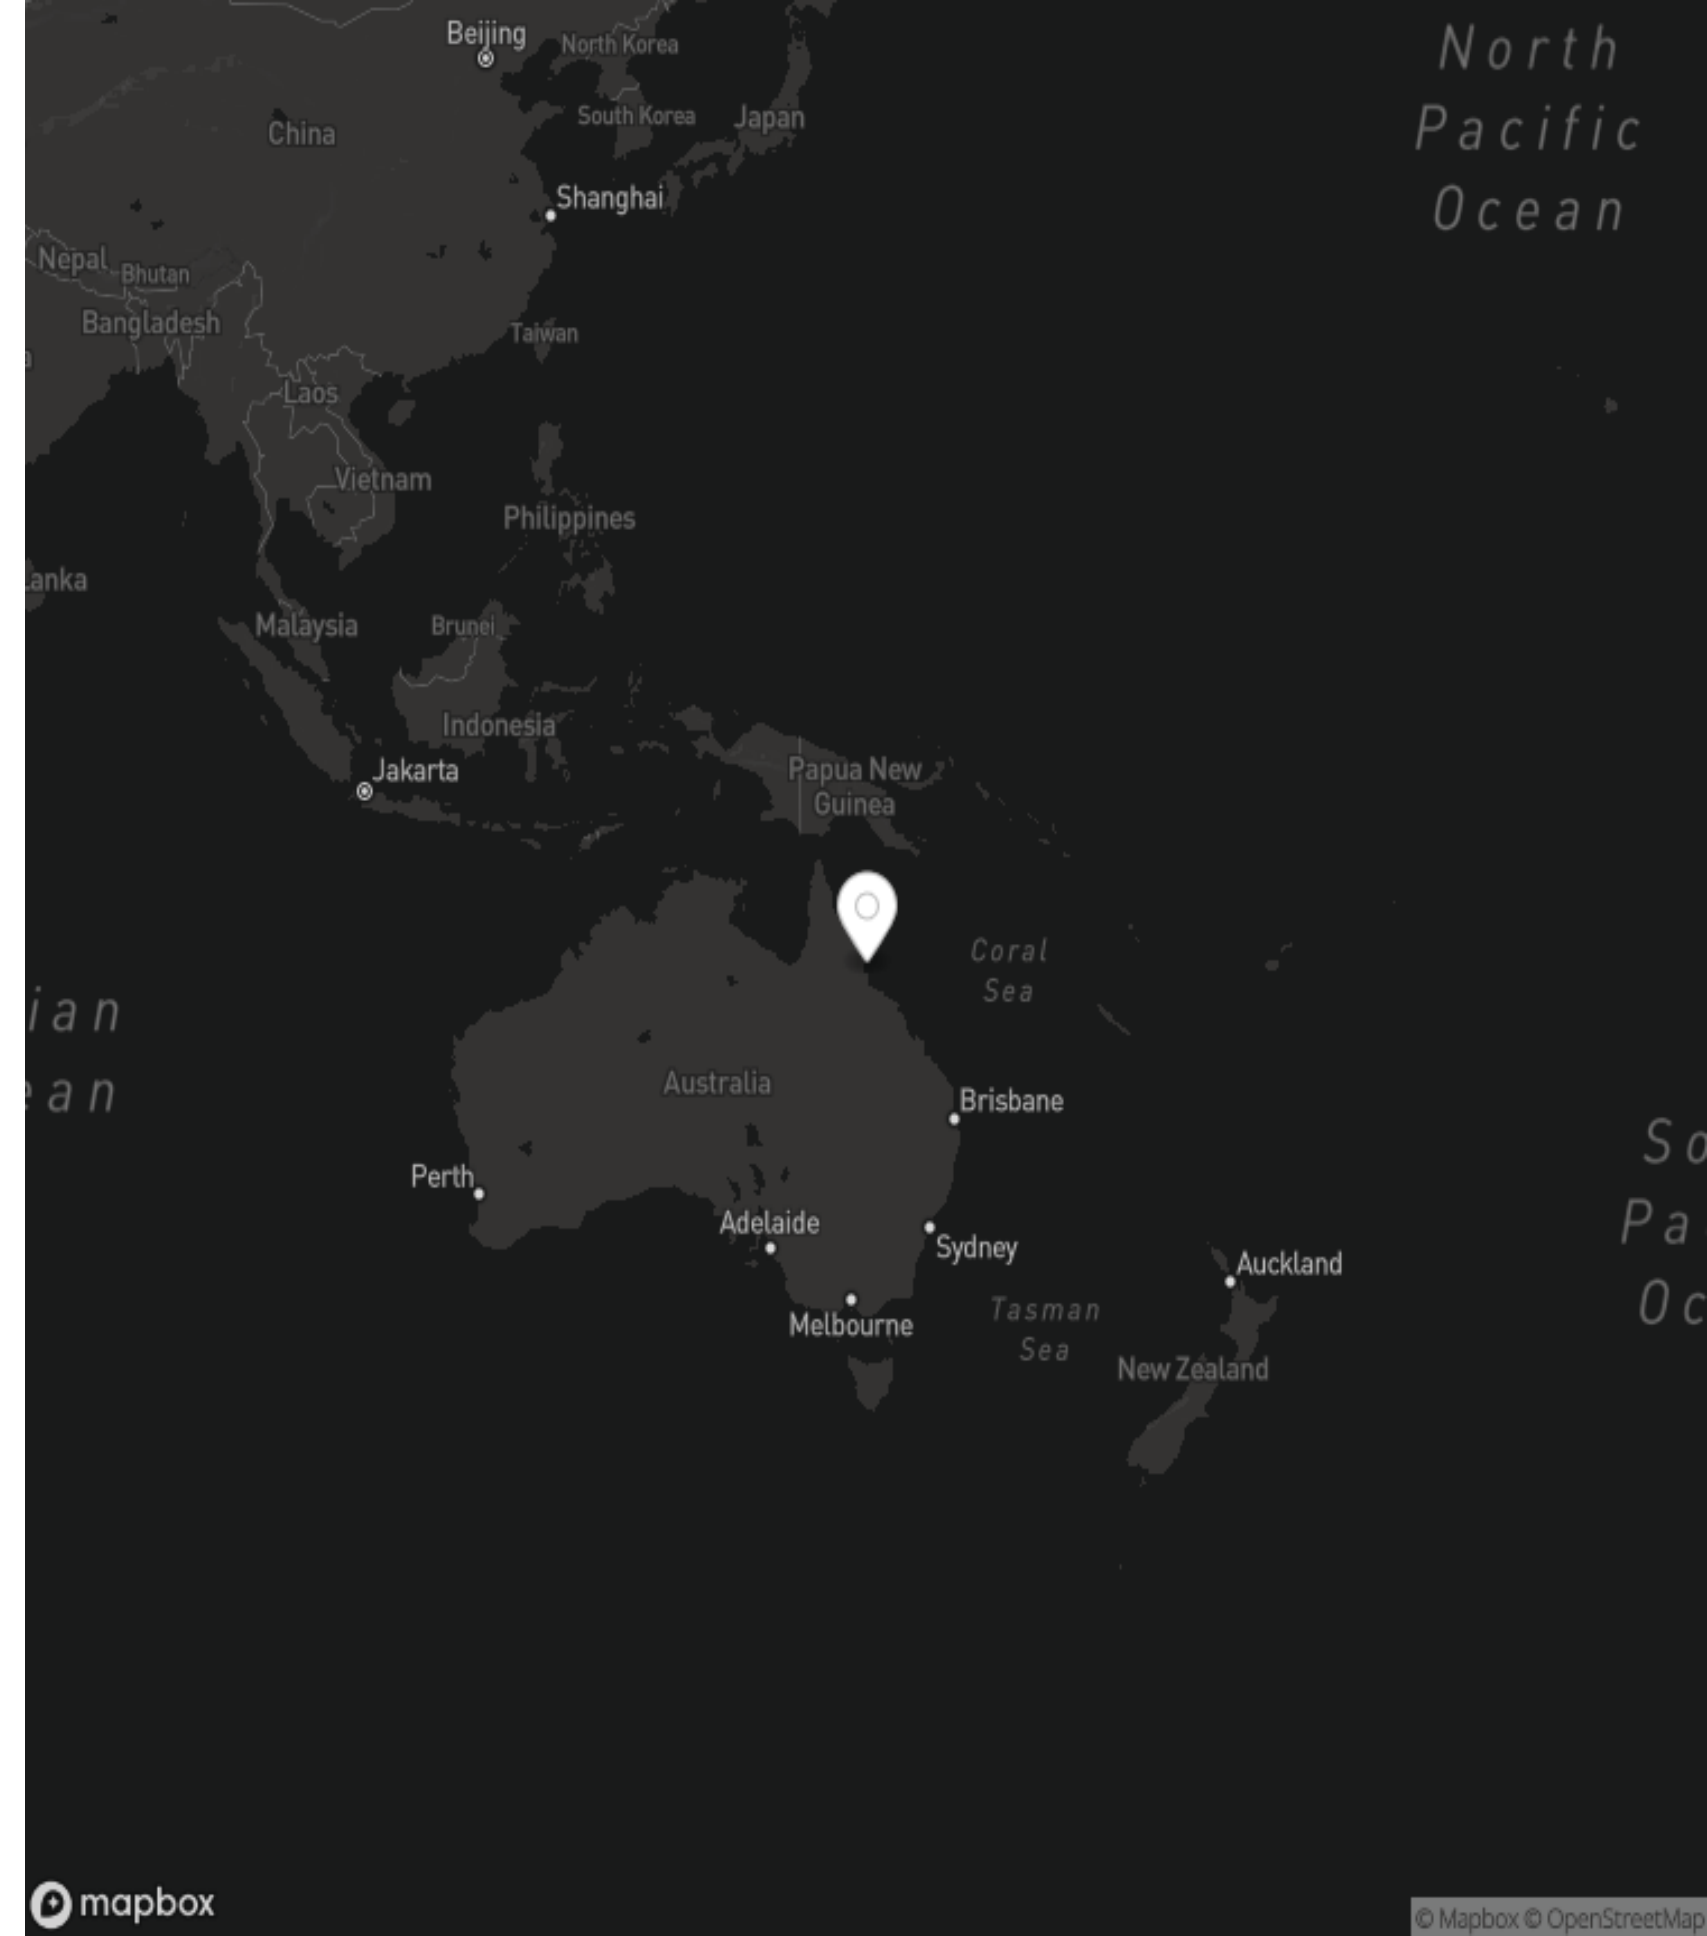 Beijing
North Korea
North
Pacific
Ocean
China
South Korea
Japan
Shanghai
Nepal
Bhutan
Bangladesh
Taiwan
Laos
Vietnam
Philippines
anka
Malaysia
Brunei
Indonesia
Jakarta
Papua New
Guinea
Coral
Sea
ian
ean
Australia
Brisbane
So
Pa
Oc
Perth
Adelaide
Sydney
Auckland
Melbourne
Tasman
Sea
New Zealand
mapbox
© Mapbox © OpenStreetMap